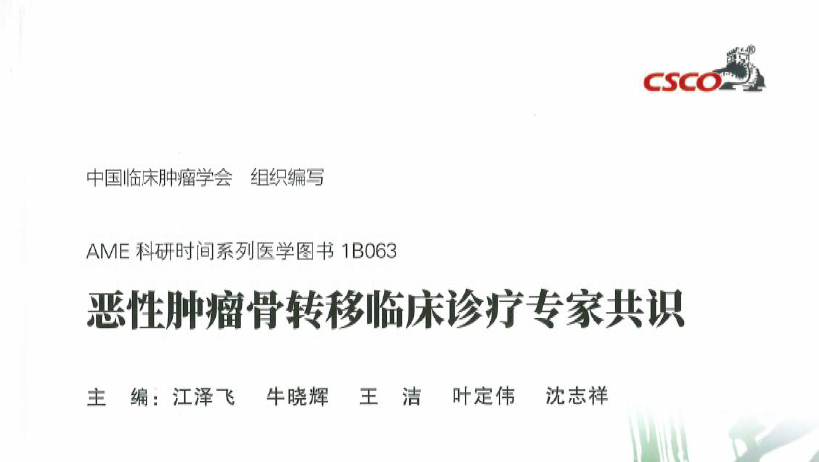 CSCO®
中国临床肿瘤学会 组织编写
AME 科研时间系列医学图书 1B063
恶性肿瘤骨转移临床诊疗专家共识
主 编：江泽飞 牛晓辉 王 洁 叶定伟 沈志祥